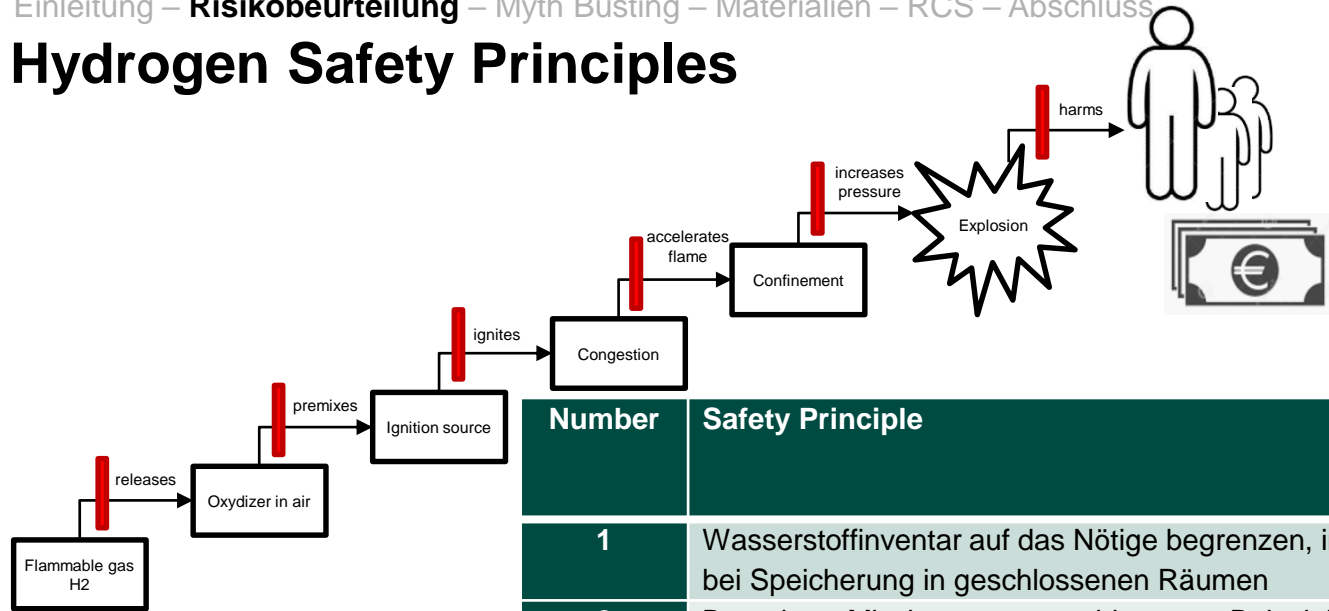 Einleitung – Risikobeurteilung – Myth Busting – Materialien – RCS – Abschluss
Hydrogen Safety Principles
harms
increases
pressure
Explosion
accelerates
flame
Confinement
ignites
Congestion
premixes
Ignition source
releases
Oxydizer in air
Flammable gas
H2
Number
Safety Principle
1
Wasserstoffinventar auf das Nötige begrenzen, i
bei Speicherung in geschlossenen Räumen